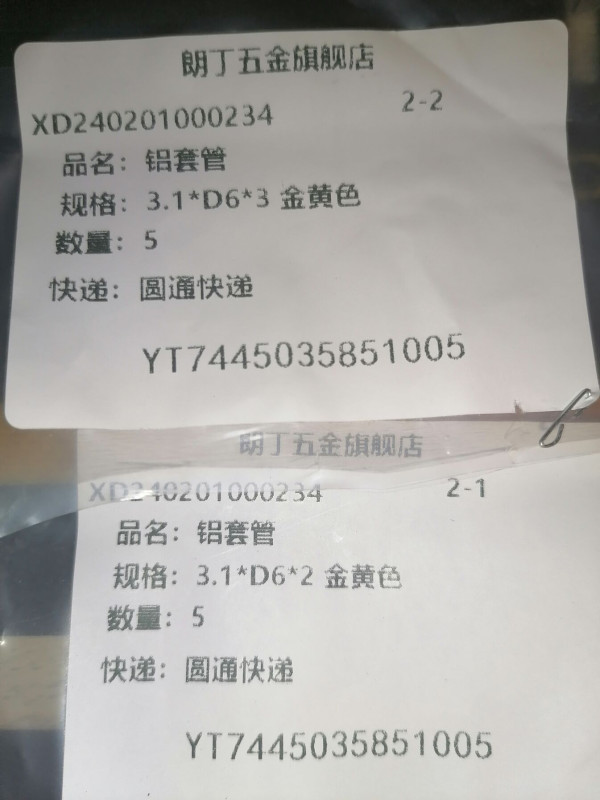 朗丁五金旗舰店
XD240201000234 2-2
品名：铝套管
规格：3.1*D6*3 金黄色
数量：5
快递：圆通快递
YT7445035851005
朗丁五金旗舰店
XD240201000234 2-1
品名：铝套管
规格：3.1*D6*2 金黄色
数量：5
快递：圆通快递
YT7445035851005